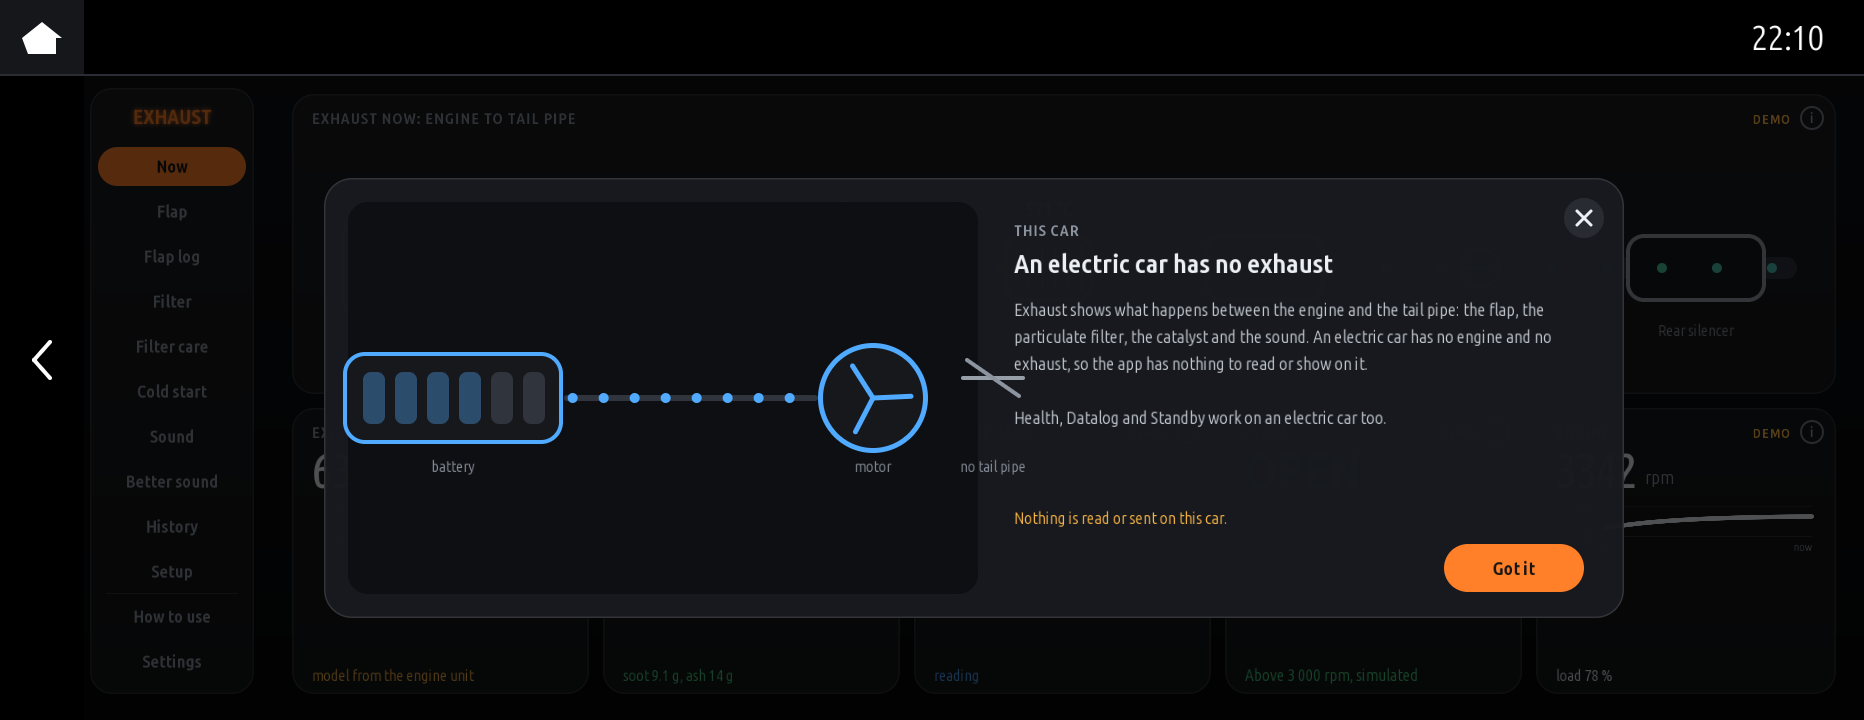 22:10
EXHAUST
Now
Flap
Flap log
Filter
Filter care
Cold start
Sound
Better sound
History
Setup
How to use
Settings
EXHAUST NOW: ENGINE TO TAIL PIPE
DEMO
Rear silencer
THIS CAR
An electric car has no exhaust
Exhaust shows what happens between the engine and the tail pipe: the flap, the
particulate filter, the catalyst and the sound. An electric car has no engine and no
exhaust, so the app has nothing to read or show on it.
Health, Datalog and Standby work on an electric car too.
Nothing is read or sent on this car.
Got it
battery
motor
no tail pipe
DEMO
OPEN
3342 rpm
now
model from the engine unit
soot 9.1 g, ash 14 g
reading
Above 3 000 rpm, simulated
load 78 %